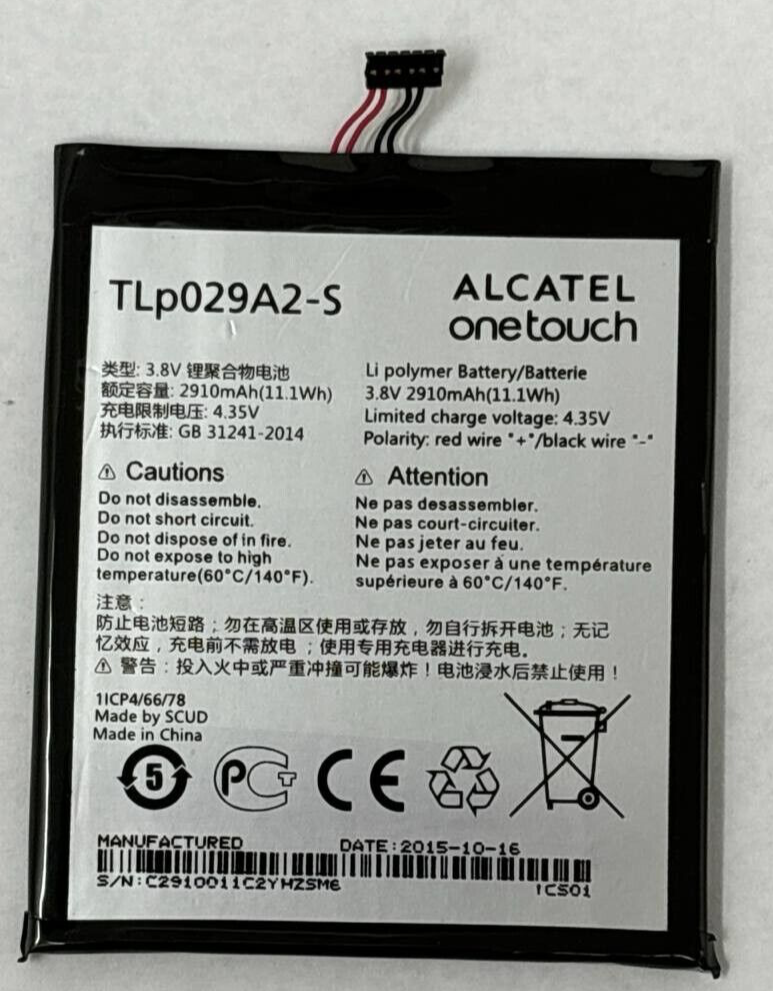 TLp029A2-S
ALCATEL
onetouch
类型: 3.8V 锂聚合物电池
额定容量: 2910mAh(11.1Wh)
充电限制电压: 4.35V
执行标准: GB 31241-2014
Li polymer Battery/Batterie
3.8V 2910mAh(11.1Wh)
Limited charge voltage: 4.35V
Polarity: red wire "+"/black wire "-"
⚠ Cautions
Do not disassemble.
Do not short circuit.
Do not dispose of in fire.
Do not expose to high
temperature(60°C/140°F).
⚠ Attention
Ne pas desassembler.
Ne pas court-circuiter.
Ne pas jeter au feu.
Ne pas exposer à une température
supérieure à 60°C/140°F.
注意：
防止电池短路；勿在高温区使用或存放，勿自行拆开电池；无记
忆效应，充电前不需放电；使用专用充电器进行充电。
⚠ 警告：投入火中或严重冲撞可能爆炸！电池浸水后禁止使用！
1ICP4/66/78
Made by SCUD
Made in China
5
PCT
CE
MANUFACTURED DATE:2015-10-16
S/N:C2910011C2YHZSM6 1CS01